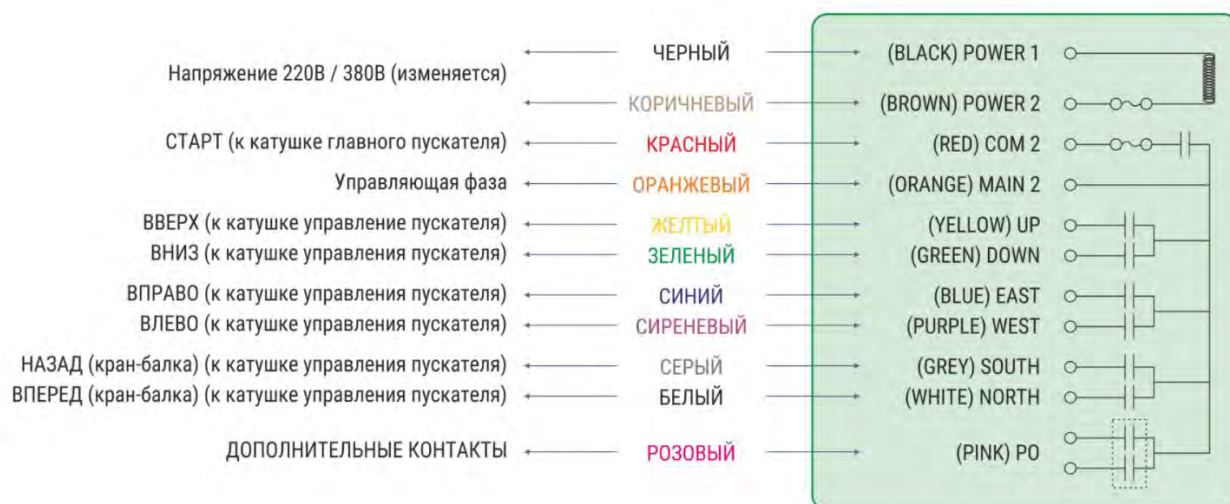 ЧЕРНЫЙ (BLACK) POWER 1
Напряжение 220В / 380В (изменяется)
КОРИЧНЕВЫЙ (BROWN) POWER 2
СТАРТ (к катушке главного пускателя) КРАСНЫЙ (RED) COM 2
Управляющая фаза ОРАНЖЕВЫЙ (ORANGE) MAIN 2
ВВЕРХ (к катушке управление пускателя) ЖЕЛТЫЙ (YELLOW) UP
ВНИЗ (к катушке управления пускателя) ЗЕЛЕНЫЙ (GREEN) DOWN
ВПРАВО (к катушке управления пускателя) СИНИЙ (BLUE) EAST
ВЛЕВО (к катушке управления пускателя) СИРЕНЕВЫЙ (PURPLE) WEST
НАЗАД (кран-балка) (к катушке управления пускателя) СЕРЫЙ (GREY) SOUTH
ВПЕРЕД (кран-балка) (к катушке управления пускателя) БЕЛЫЙ (WHITE) NORTH
ДОПОЛНИТЕЛЬНЫЕ КОНТАКТЫ РОЗОВЫЙ (PINK) PO